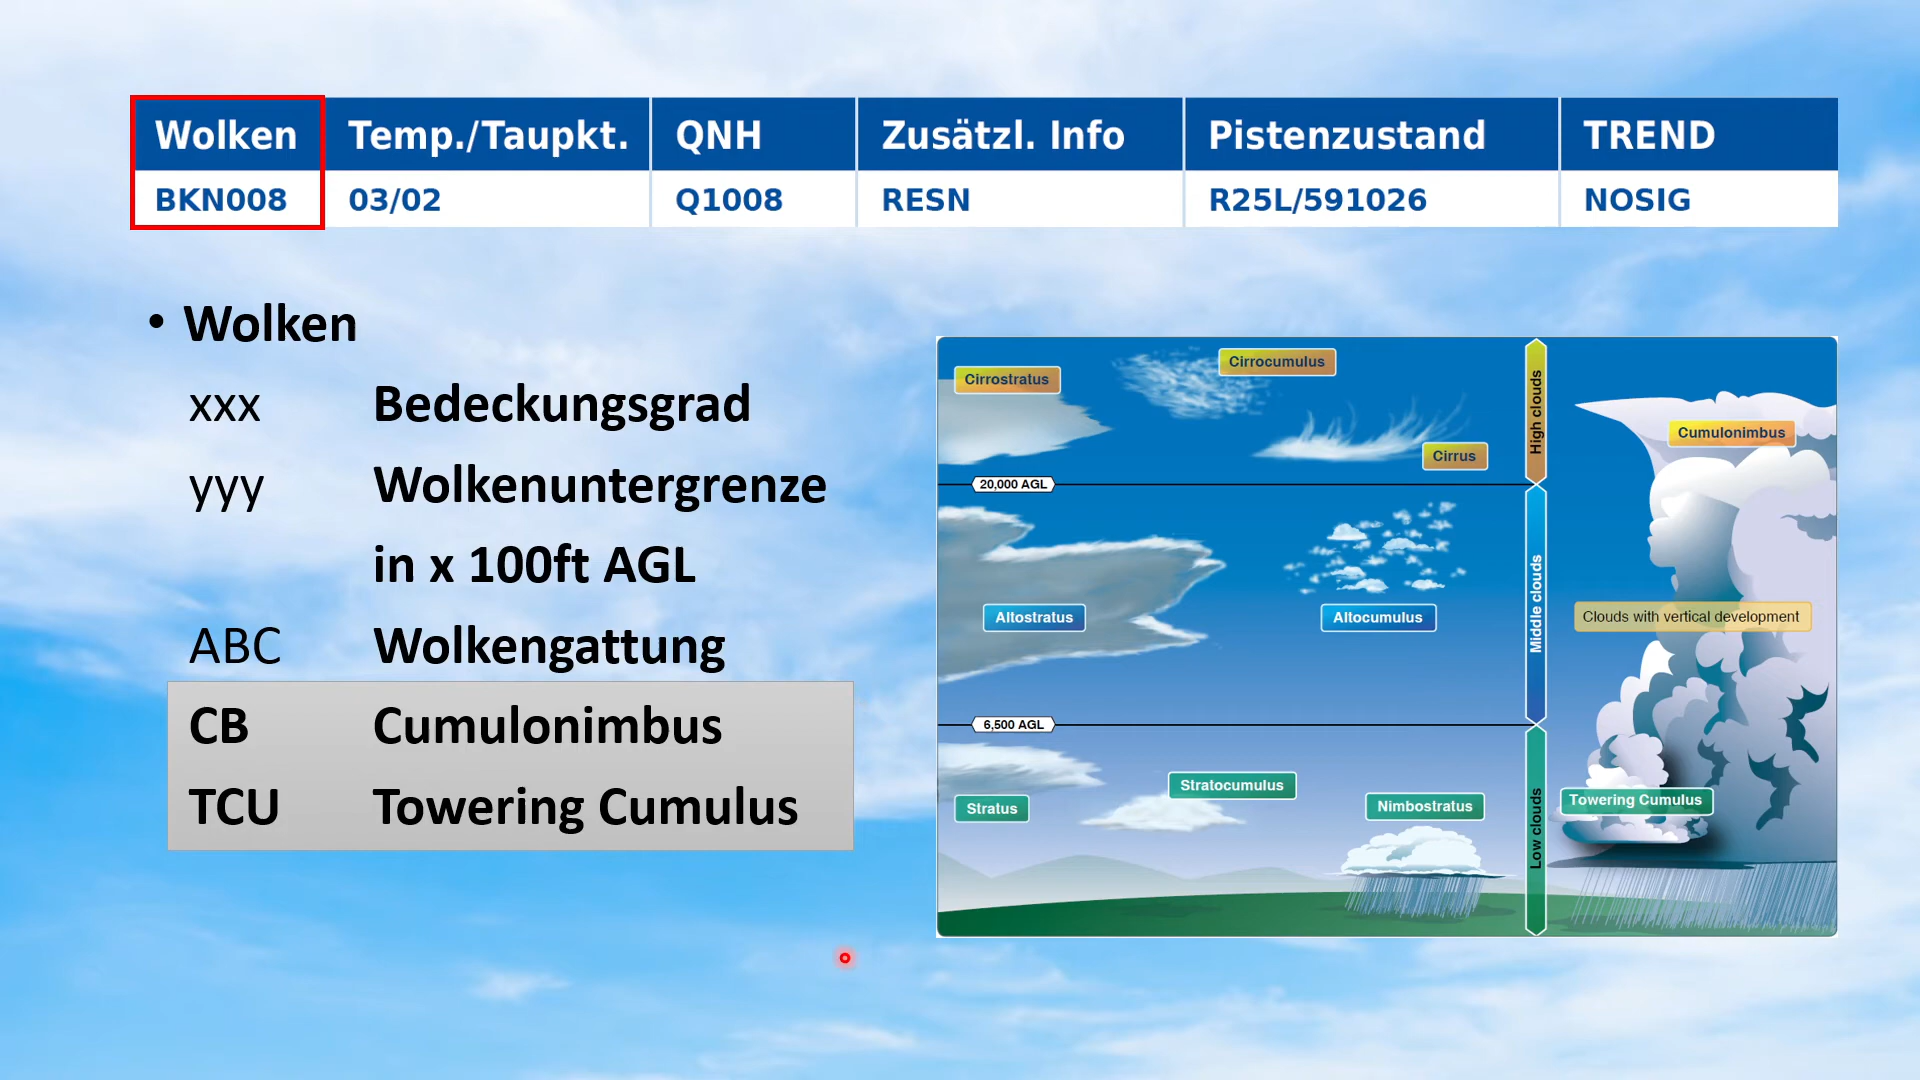 Wolken Temp./Taupkt. QNH Zusätzl. Info Pistenzustand TREND
BKN008 03/02 Q1008 RESN R25L/591026 NOSIG
• Wolken
xxx Bedeckungsgrad
yyy Wolkenuntergrenze
in x 100ft AGL
ABC Wolkengattung
CB Cumulonimbus
TCU Towering Cumulus
Cirrostratus
Cirrocumulus
Cirrus
High clouds
Cumulonimbus
20,000 AGL
Altostratus
Altocumulus
Middle clouds
Clouds with vertical development
6,500 AGL
Stratus
Stratocumulus
Nimbostratus
Low clouds
Towering Cumulus